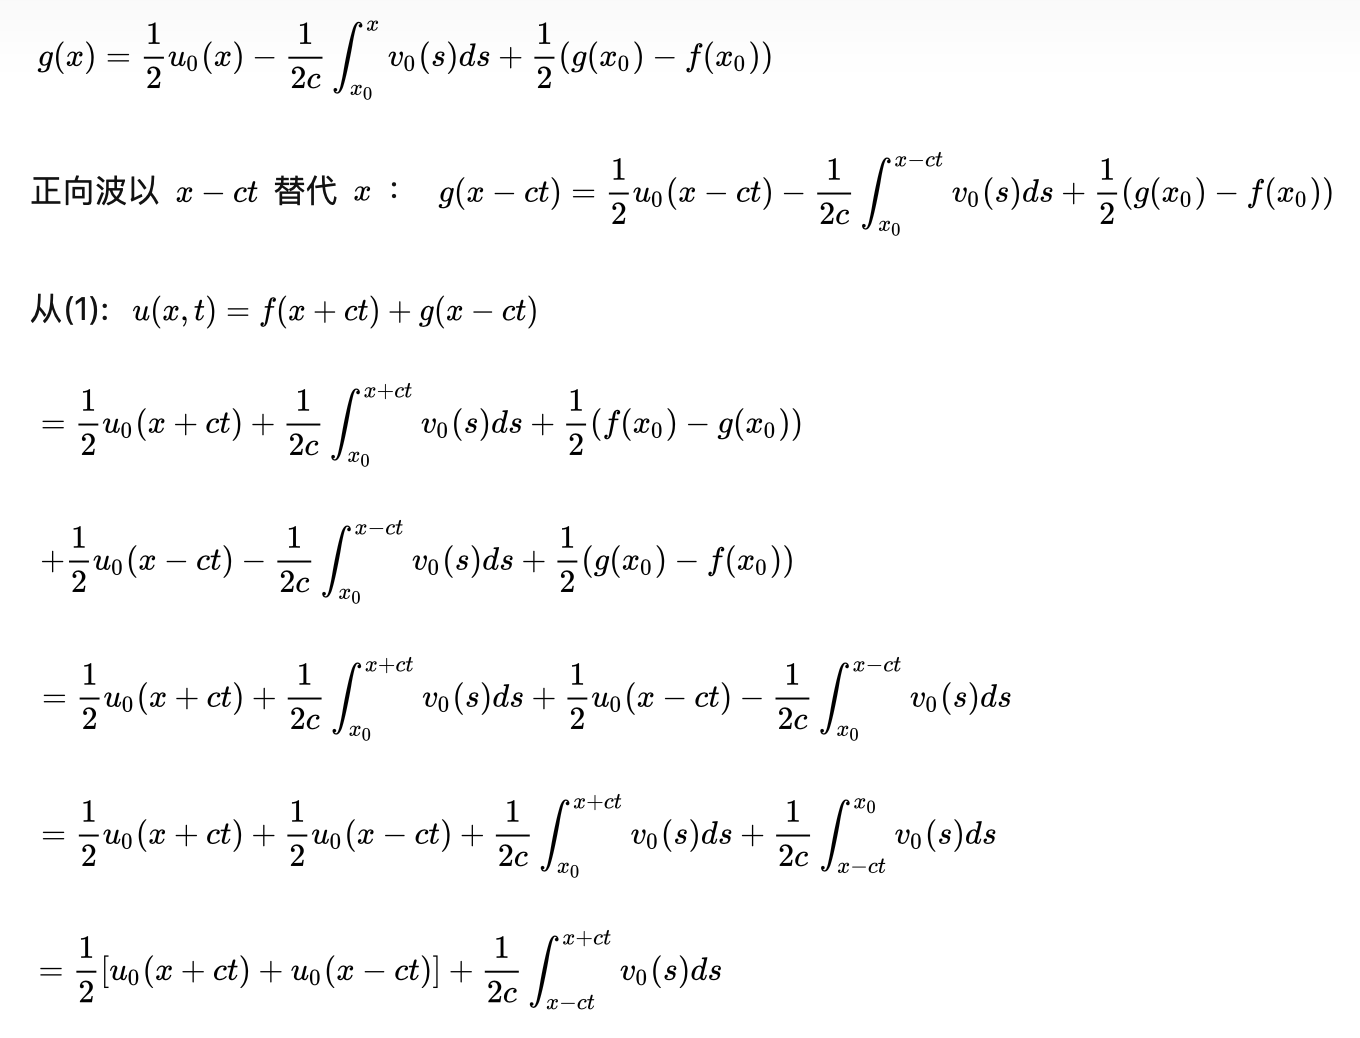 $g(x) = \frac{1}{2}u_0(x) - \frac{1}{2c}\int_{x_0}^{x} v_0(s)ds + \frac{1}{2}(g(x_0) - f(x_0))$
正向波以 $x - ct$ 替代 $x$ : $g(x - ct) = \frac{1}{2}u_0(x - ct) - \frac{1}{2c}\int_{x_0}^{x-ct} v_0(s)ds + \frac{1}{2}(g(x_0) - f(x_0))$
从(1): $u(x,t) = f(x + ct) + g(x - ct)$
$= \frac{1}{2}u_0(x + ct) + \frac{1}{2c}\int_{x_0}^{x+ct} v_0(s)ds + \frac{1}{2}(f(x_0) - g(x_0))$
$+ \frac{1}{2}u_0(x - ct) - \frac{1}{2c}\int_{x_0}^{x-ct} v_0(s)ds + \frac{1}{2}(g(x_0) - f(x_0))$
$= \frac{1}{2}u_0(x + ct) + \frac{1}{2c}\int_{x_0}^{x+ct} v_0(s)ds + \frac{1}{2}u_0(x - ct) - \frac{1}{2c}\int_{x_0}^{x-ct} v_0(s)ds$
$= \frac{1}{2}u_0(x + ct) + \frac{1}{2}u_0(x - ct) + \frac{1}{2c}\int_{x_0}^{x+ct} v_0(s)ds + \frac{1}{2c}\int_{x-ct}^{x_0} v_0(s)ds$
$= \frac{1}{2}[u_0(x + ct) + u_0(x - ct)] + \frac{1}{2c}\int_{x-ct}^{x+ct} v_0(s)ds$